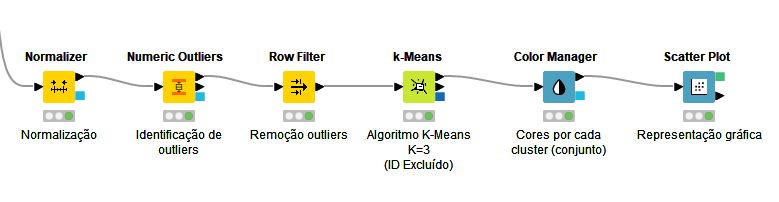 Normalizer
Numeric Outliers
Row Filter
k-Means
Color Manager
Scatter Plot
Normalização
Identificação de
outliers
Remoção outliers
Algoritmo K-Means
K=3
(ID Excluído)
Cores por cada
cluster (conjunto)
Representação gráfica